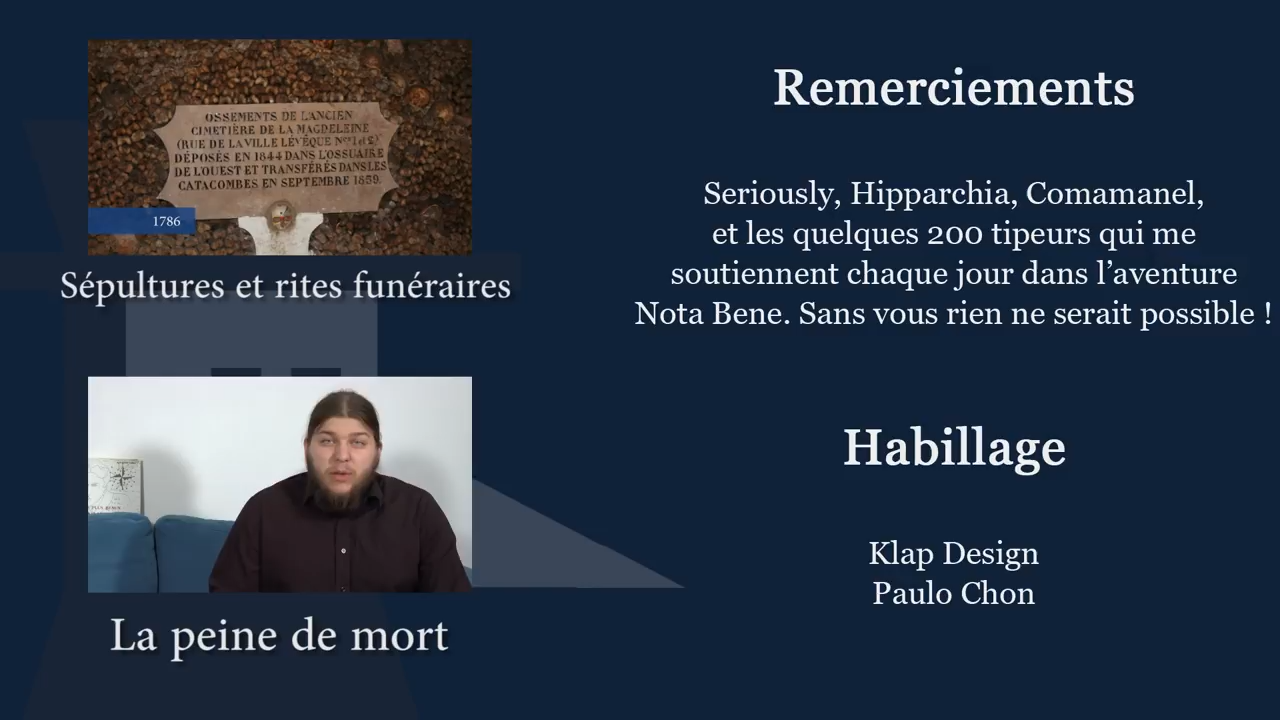 OSSEMENTS DE L'ANCIEN
CIMETIÈRE DE LA MAGDELEINE
(RUE DE LA VILLE LÉVÊQUE Nos 1 et 2)
DÉPOSÉS EN 1844 DANS L'OSSUAIRE
DE L'OUEST ET TRANSFÉRÉS DANS LES
CATACOMBES EN SEPTEMBRE 1859.
1786
Sépultures et rites funéraires
La peine de mort
Remerciements
Seriously, Hipparchia, Comamanel,
et les quelques 200 tipeurs qui me
soutiennent chaque jour dans l’aventure
Nota Bene. Sans vous rien ne serait possible !
Habillage
Klap Design
Paulo Chon